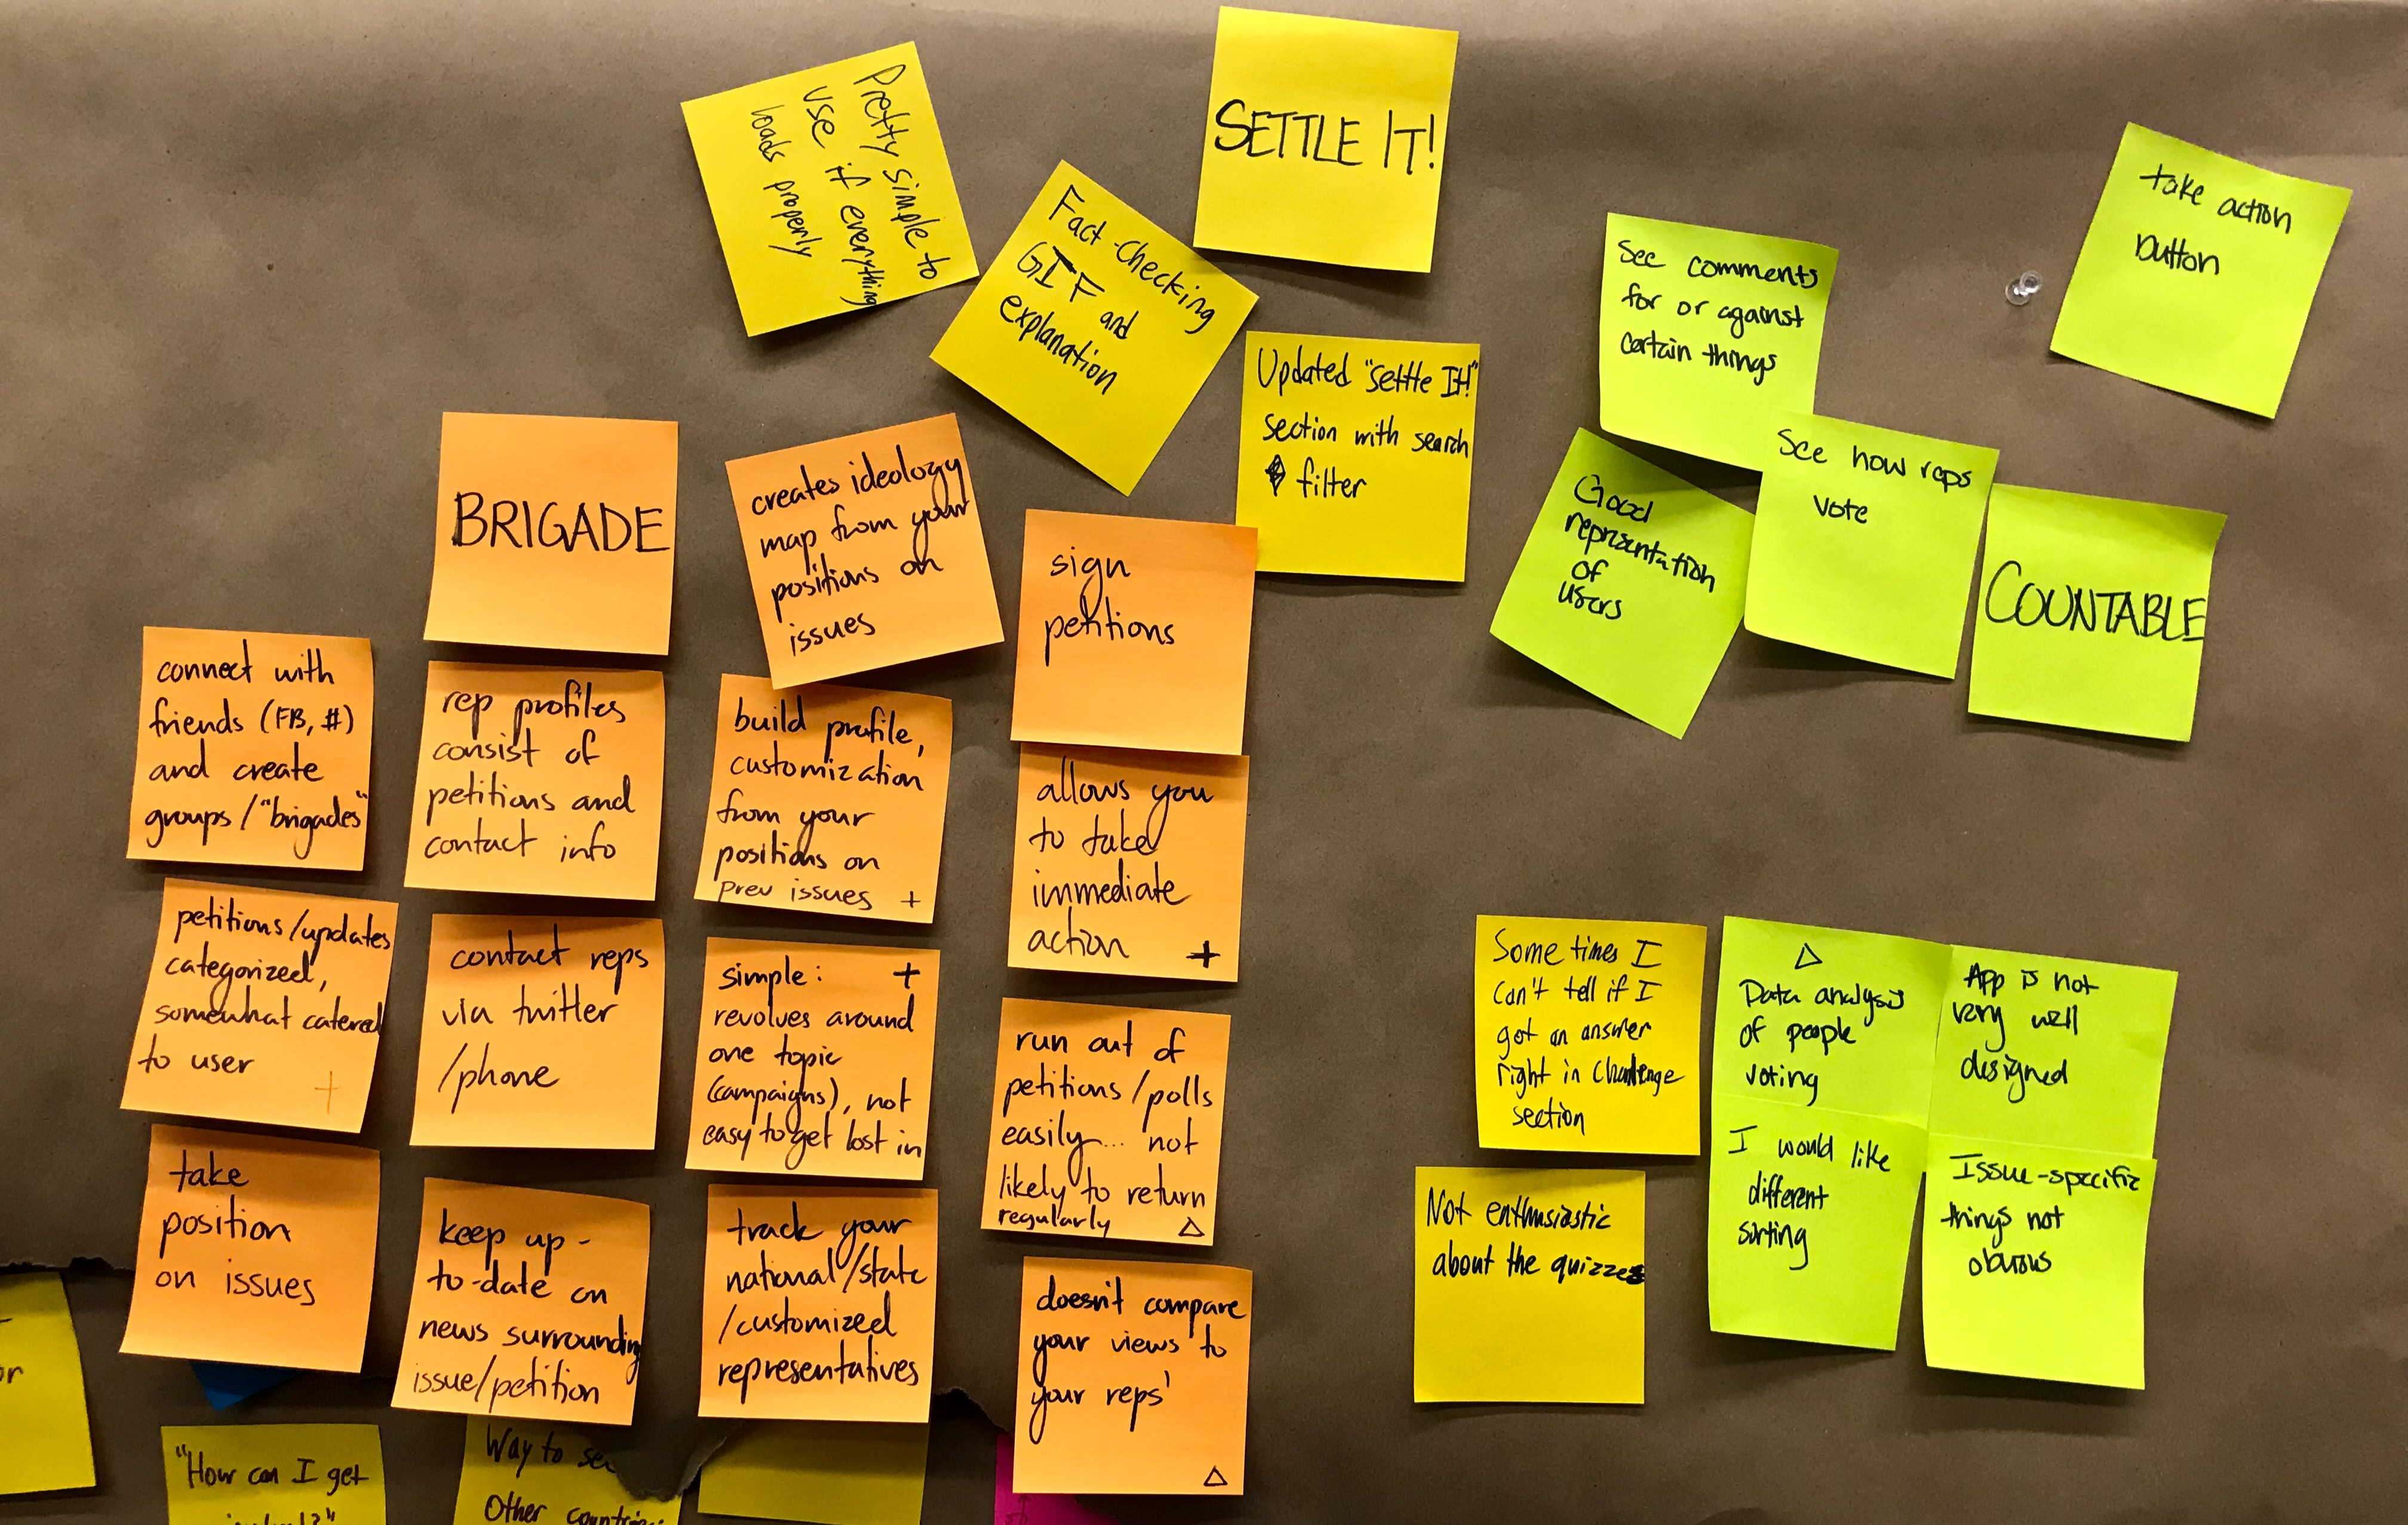 Pretty simple to
use if everything
loads properly
SETTLE IT!
Fact-Checking
GIF and
explanation
Updated "Settle It!"
section with search
filter
take action
button
See comments
for or against
certain things
See how reps
vote
Good
representation
of
users
COUNTABLE
BRIGADE
creates ideology
map from your
positions on
issues
sign
petitions
connect with
friends (FB, #)
and create
groups/"brigades"
rep profiles
consist of
petitions and
contact info
build profile,
customization
from your
positions on
prev issues +
allows you
to take
immediate
action +
petitions/updates
categorized,
somewhat catered
to user
+
contact reps
via twitter
/phone
simple: +
revolves around
one topic
(campaigns), not
easy to get lost in
run out of
petitions/polls
easily... not
likely to return
regularly △
take
position
on issues
keep up-
to-date on
news surrounding
issue/petition
track your
national/state
/customized
representatives
doesn't compare
your views to
your reps'
△
Some times I
can't tell if I
got an answer
right in challenge
section
Not enthusiastic
about the quizzes
△
Data analysis
of people
voting
App is not
very well
designed
I would like
different
sorting
Issue-specific
things not
obvious
"How can I get
Way to
Other